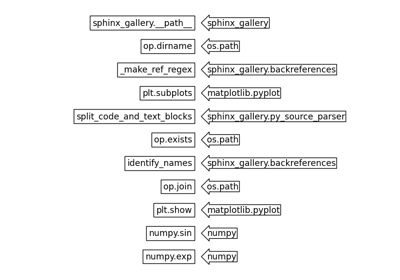 sphinx_gallery.__path__ sphinx_gallery
op.dirname os.path
_make_ref_regex sphinx_gallery.backreferences
plt.subplots matplotlib.pyplot
split_code_and_text_blocks sphinx_gallery.py_source_parser
op.exists os.path
identify_names sphinx_gallery.backreferences
op.join os.path
plt.show matplotlib.pyplot
numpy.sin numpy
numpy.exp numpy